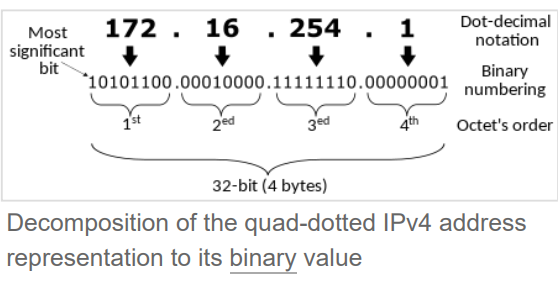 Most significant bit
172 . 16 . 254 . 1
Dot-decimal notation
10101100.00010000.11111110.00000001
Binary numbering
1st 2ed 3ed 4th
Octet's order
32-bit (4 bytes)
Decomposition of the quad-dotted IPv4 address
representation to its binary value